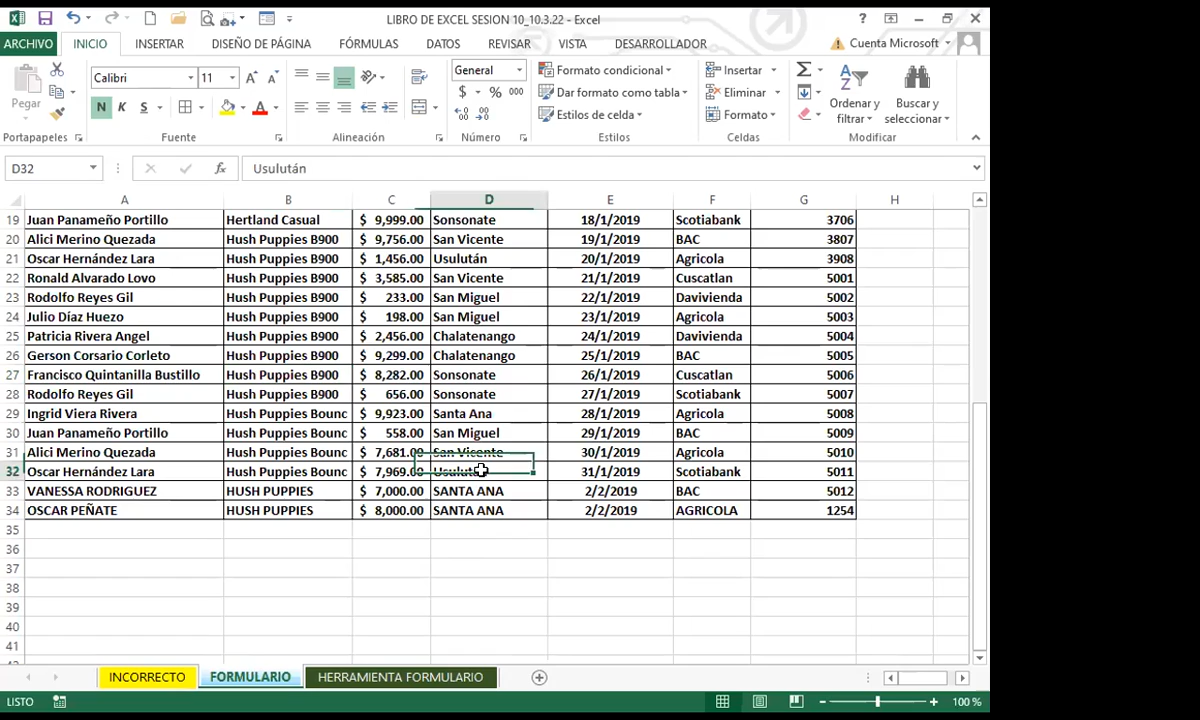 LIBRO DE EXCEL SESION 10_10.3.22 - Excel
?
ARCHIVO INICIO INSERTAR DISEÑO DE PÁGINA FÓRMULAS DATOS REVISAR VISTA DESARROLLADOR Cuenta Microsoft
Pegar
Calibri 11
N K S
General
$ % 000
Formato condicional
Dar formato como tabla
Estilos de celda
Insertar
Eliminar
Formato
Ordenar y filtrar
Buscar y seleccionar
Portapapeles Fuente Alineación Número Estilos Celdas Modificar
D32 fx Usulután
A B C D E F G H
19 Juan Panameño Portillo Hertland Casual $ 9,999.00 Sonsonate 18/1/2019 Scotiabank 3706
20 Alici Merino Quezada Hush Puppies B900 $ 9,756.00 San Vicente 19/1/2019 BAC 3807
21 Oscar Hernández Lara Hush Puppies B900 $ 1,456.00 Usulután 20/1/2019 Agricola 3908
22 Ronald Alvarado Lovo Hush Puppies B900 $ 3,585.00 San Vicente 21/1/2019 Cuscatlan 5001
23 Rodolfo Reyes Gil Hush Puppies B900 $ 233.00 San Miguel 22/1/2019 Davivienda 5002
24 Julio Díaz Huezo Hush Puppies B900 $ 198.00 San Miguel 23/1/2019 Agricola 5003
25 Patricia Rivera Angel Hush Puppies B900 $ 2,456.00 Chalatenango 24/1/2019 Davivienda 5004
26 Gerson Corsario Corleto Hush Puppies B900 $ 9,299.00 Chalatenango 25/1/2019 BAC 5005
27 Francisco Quintanilla Bustillo Hush Puppies B900 $ 8,282.00 Sonsonate 26/1/2019 Cuscatlan 5006
28 Rodolfo Reyes Gil Hush Puppies B900 $ 656.00 Sonsonate 27/1/2019 Scotiabank 5007
29 Ingrid Viera Rivera Hush Puppies Bounc $ 9,923.00 Santa Ana 28/1/2019 Agricola 5008
30 Juan Panameño Portillo Hush Puppies Bounc $ 558.00 San Miguel 29/1/2019 BAC 5009
31 Alici Merino Quezada Hush Puppies Bounc $ 7,681.00 San Vicente 30/1/2019 Agricola 5010
32 Oscar Hernández Lara Hush Puppies Bounc $ 7,969.00 Usulután 31/1/2019 Scotiabank 5011
33 VANESSA RODRIGUEZ HUSH PUPPIES $ 7,000.00 SANTA ANA 2/2/2019 BAC 5012
34 OSCAR PEÑATE HUSH PUPPIES $ 8,000.00 SANTA ANA 2/2/2019 AGRICOLA 1254
35
36
37
38
39
40
41
INCORRECTO FORMULARIO HERRAMIENTA FORMULARIO
LISTO 100 %